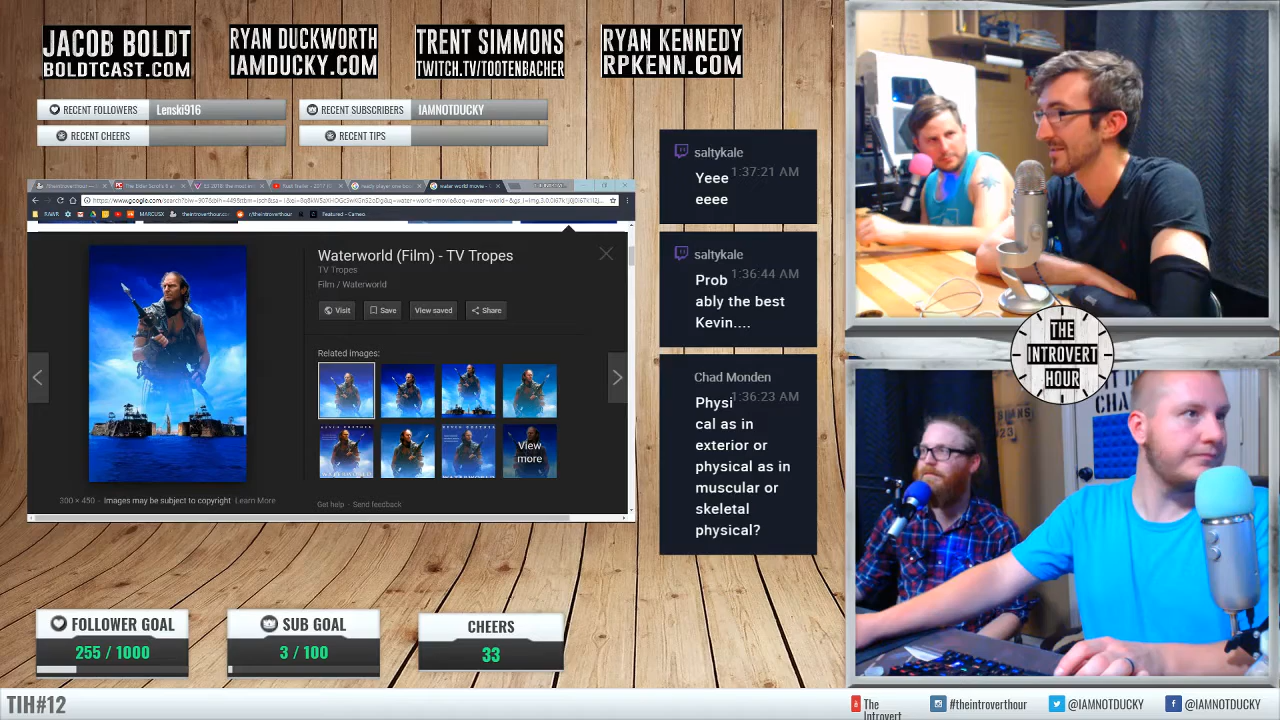 JACOB BOLDT
BOLDTCAST.COM
RYAN DUCKWORTH
IAMDUCKY.COM
TRENT SIMMONS
TWITCH.TV/TOOTENBACHER
RYAN KENNEDY
RPKENN.COM
RECENT FOLLOWERS Lenski916
RECENT SUBSCRIBERS IAMNOTDUCKY
RECENT CHEERS
RECENT TIPS
saltykale
1:37:21 AM
Yeee
eeee
saltykale
1:36:44 AM
Prob
ably the best
Kevin....
Chad Monden
1:36:23 AM
Physi
cal as in
exterior or
physical as in
muscular or
skeletal
physical?
Waterworld (Film) - TV Tropes
TV Tropes
Film / Waterworld
Visit
Save
View saved
Share
Related images:
View
more
300 × 450 - Images may be subject to copyright Learn More
Get help - Send feedback
THE
INTROVERT
HOUR
FOLLOWER GOAL
255 / 1000
SUB GOAL
3 / 100
CHEERS
33
TIH#12
The
Introvert
#theintroverthour
@IAMNOTDUCKY
@IAMNOTDUCKY